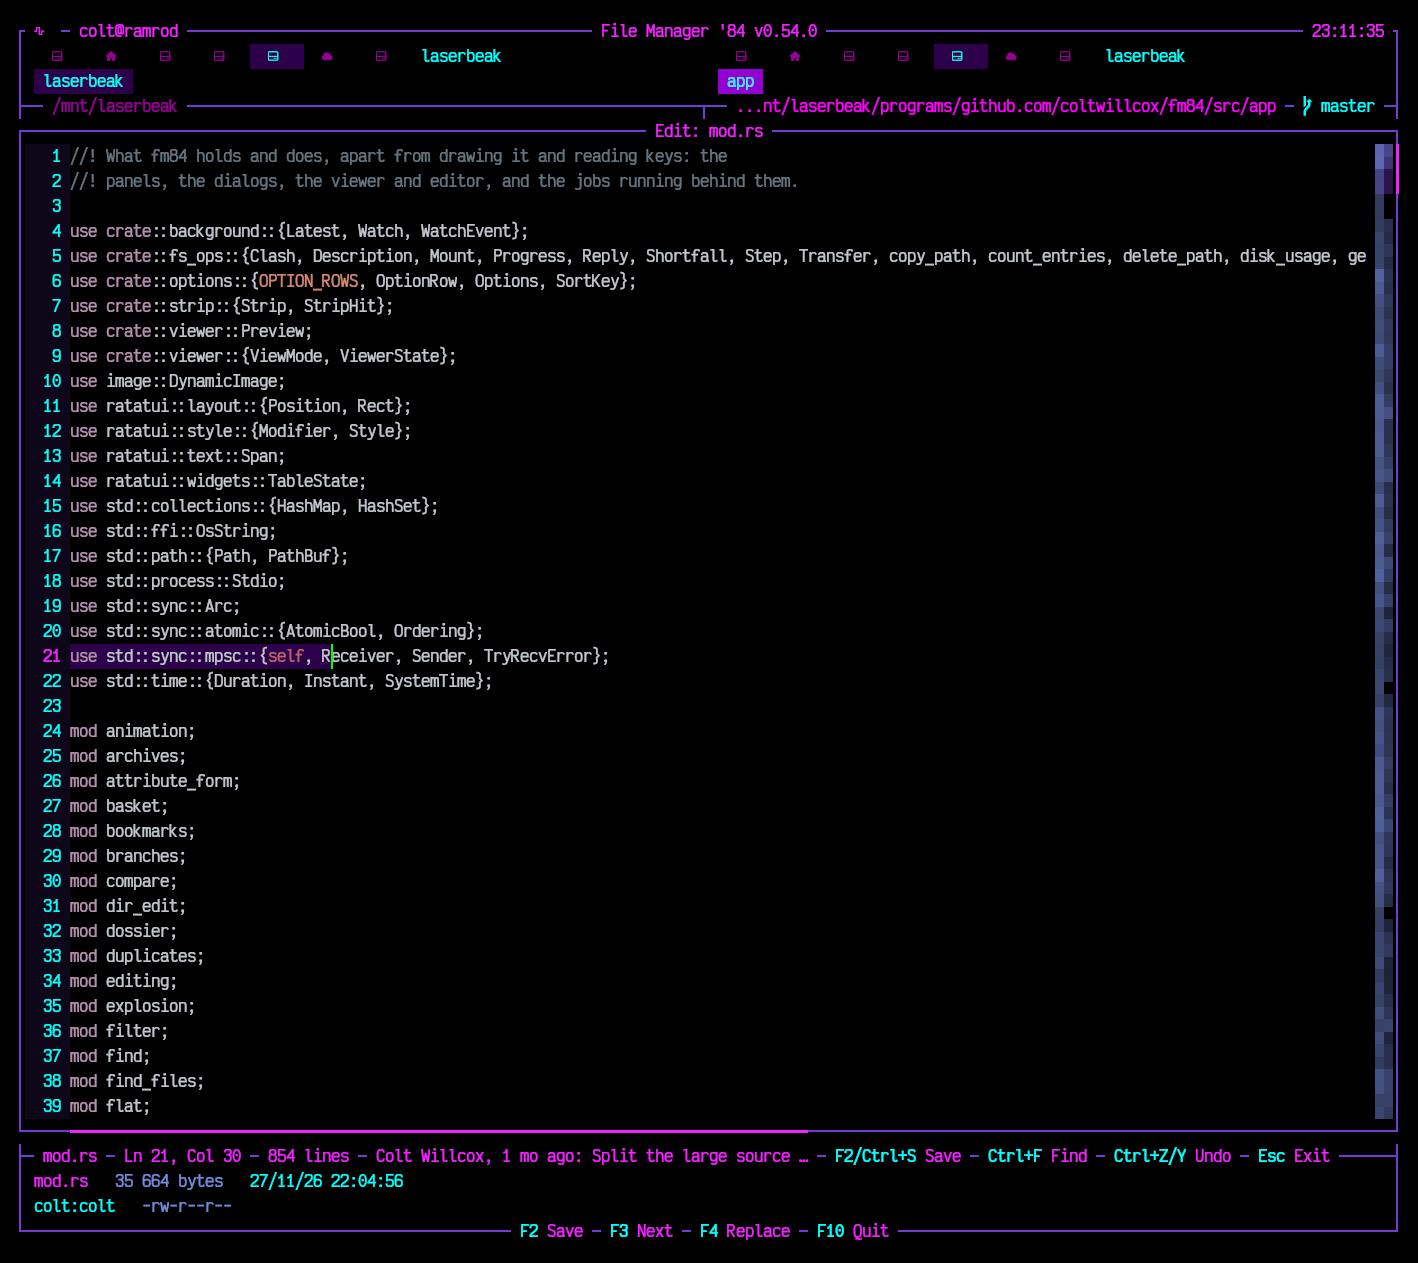 colt@ramrod File Manager '84 v0.54.0 23:11:35
laserbeak laserbeak
laserbeak app
/mnt/laserbeak ...nt/laserbeak/programs/github.com/coltwillcox/fm84/src/app master
Edit: mod.rs
1 //! What fm84 holds and does, apart from drawing it and reading keys: the
2 //! panels, the dialogs, the viewer and editor, and the jobs running behind them.
3
4 use crate::background::{Latest, Watch, WatchEvent};
5 use crate::fs_ops::{Clash, Description, Mount, Progress, Reply, Shortfall, Step, Transfer, copy_path, count_entries, delete_path, disk_usage, ge
6 use crate::options::{OPTION_ROWS, OptionRow, Options, SortKey};
7 use crate::strip::{Strip, StripHit};
8 use crate::viewer::Preview;
9 use crate::viewer::{ViewMode, ViewerState};
10 use image::DynamicImage;
11 use ratatui::layout::{Position, Rect};
12 use ratatui::style::{Modifier, Style};
13 use ratatui::text::Span;
14 use ratatui::widgets::TableState;
15 use std::collections::{HashMap, HashSet};
16 use std::ffi::OsString;
17 use std::path::{Path, PathBuf};
18 use std::process::Stdio;
19 use std::sync::Arc;
20 use std::sync::atomic::{AtomicBool, Ordering};
21 use std::sync::mpsc::{self, Receiver, Sender, TryRecvError};
22 use std::time::{Duration, Instant, SystemTime};
23
24 mod animation;
25 mod archives;
26 mod attribute_form;
27 mod basket;
28 mod bookmarks;
29 mod branches;
30 mod compare;
31 mod dir_edit;
32 mod dossier;
33 mod duplicates;
34 mod editing;
35 mod explosion;
36 mod filter;
37 mod find;
38 mod find_files;
39 mod flat;
mod.rs — Ln 21, Col 30 — 854 lines — Colt Willcox, 1 mo ago: Split the large source … — F2/Ctrl+S Save — Ctrl+F Find — Ctrl+Z/Y Undo — Esc Exit
mod.rs 35 664 bytes 27/11/26 22:04:56
colt:colt -rw-r--r--
F2 Save — F3 Next — F4 Replace — F10 Quit